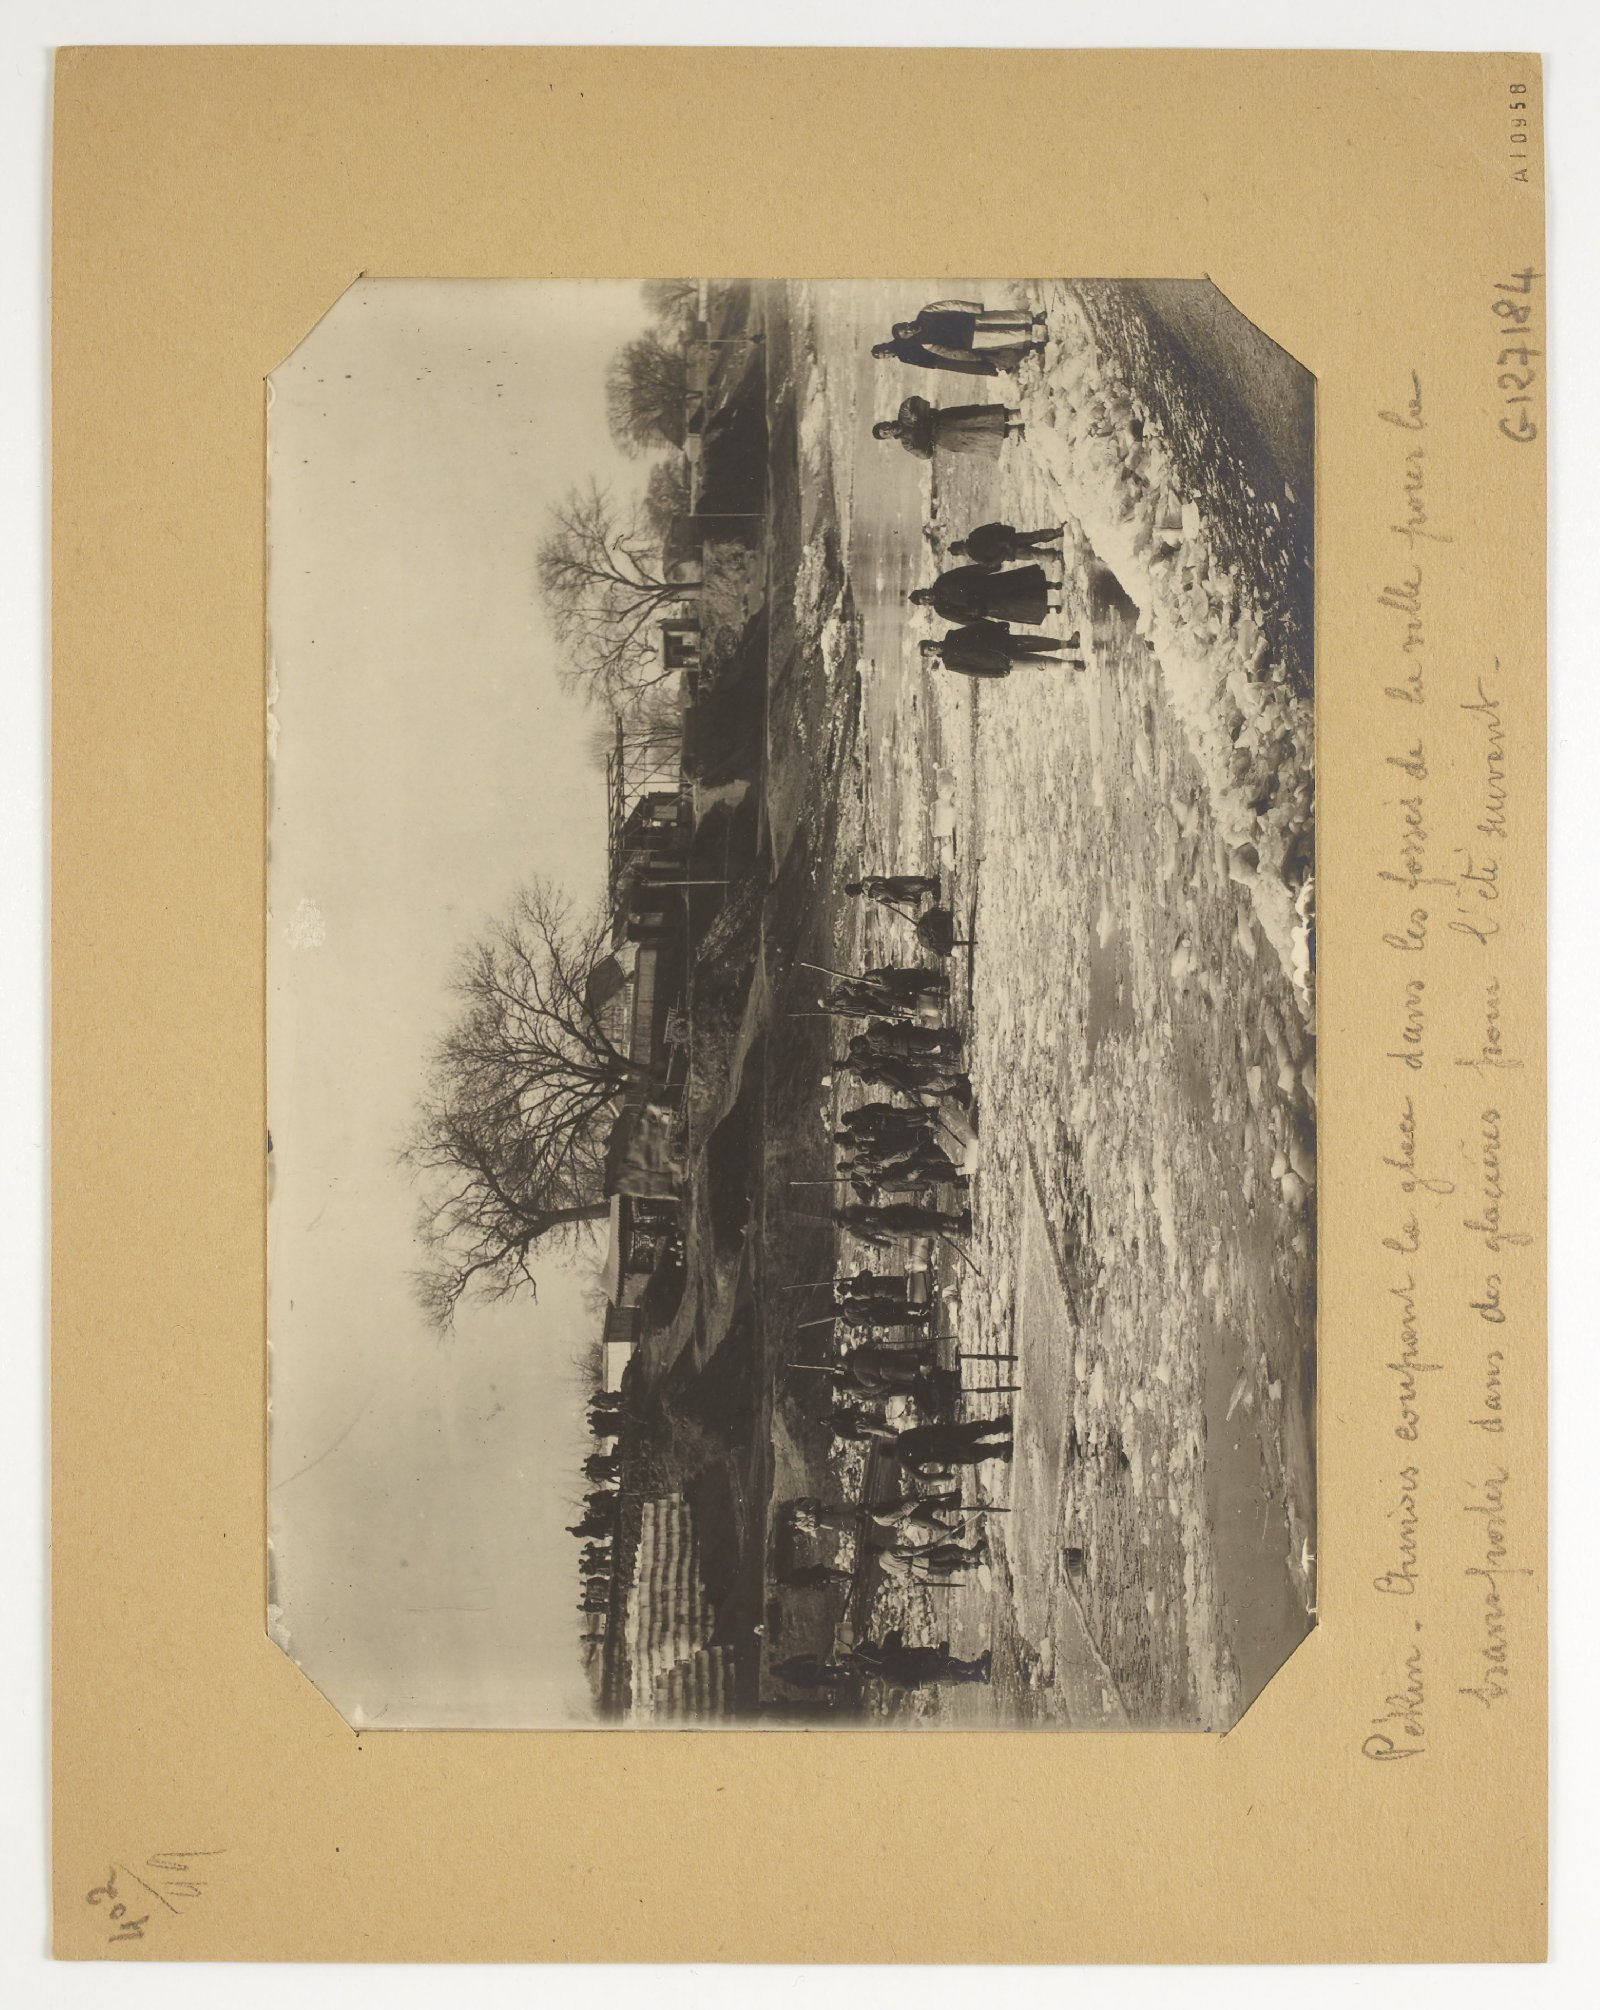 402
A10958
G127184
Pékin - Chinois coupant la glace dans les fossés de la ville pour la
transporter dans des glacières pour l'été suivant -